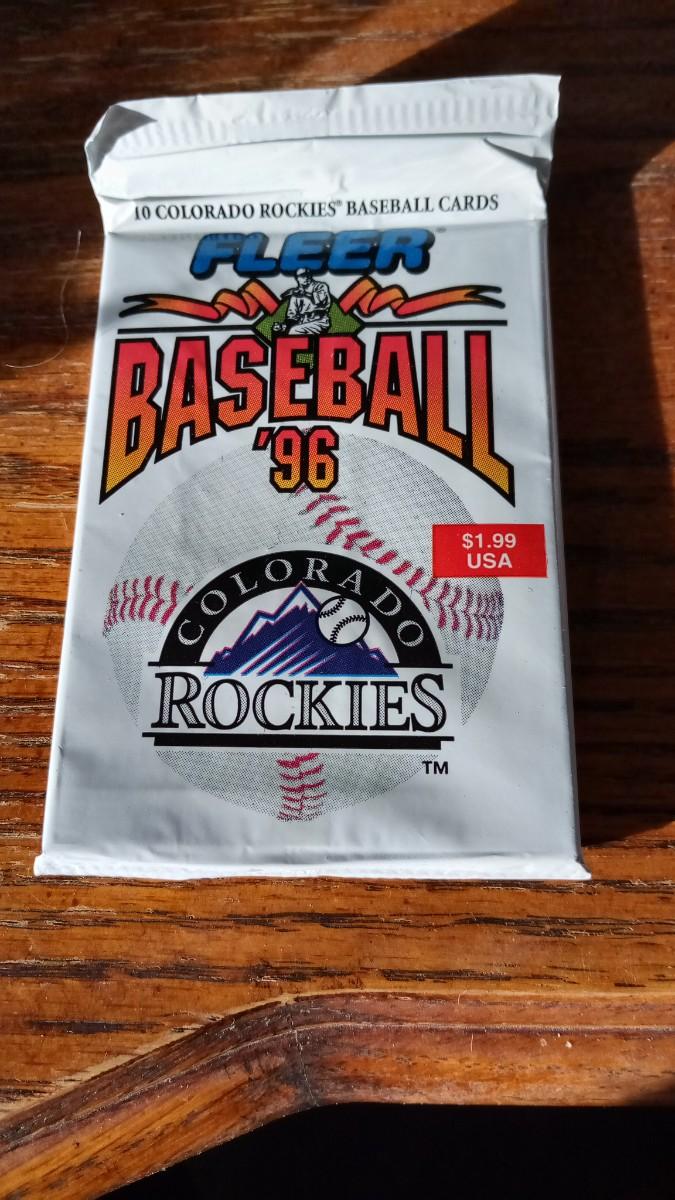 10 COLORADO ROCKIES® BASEBALL CARDS
FLEER®
BASEBALL
'96
$1.99
USA
COLORADO
ROCKIES
TM